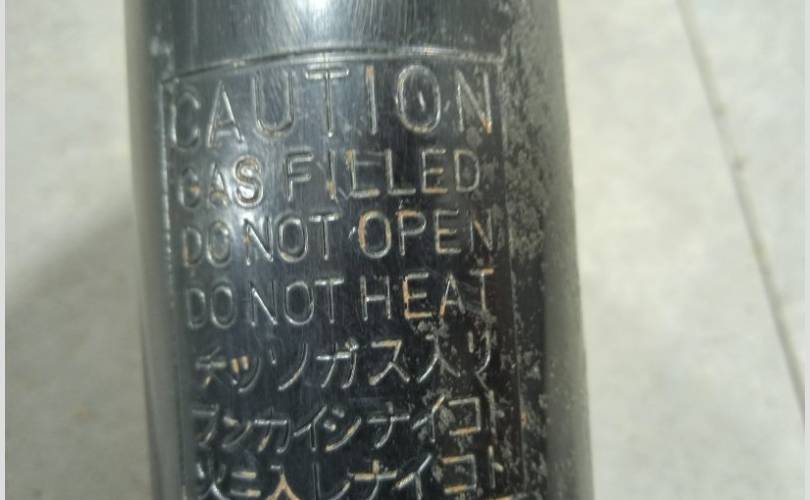 CAUTION
GAS FILLED
DO NOT OPEN
DO NOT HEAT
チッソガス入リ
ブンカイシナイコト
火ニ入レナイコト